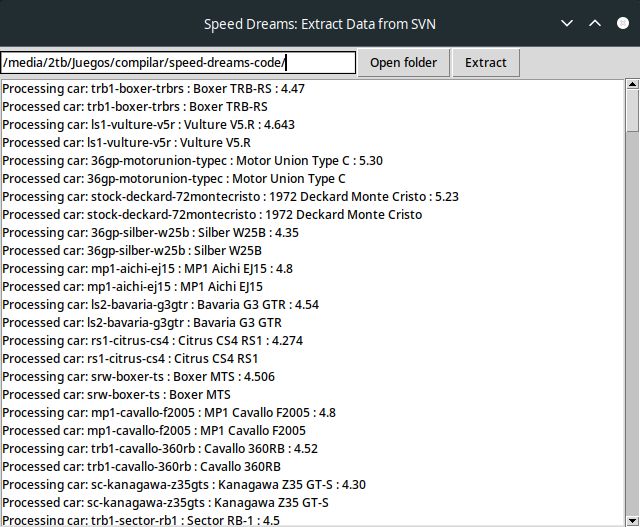 Speed Dreams: Extract Data from SVN
/media/2tb/Juegos/compilar/speed-dreams-code/
Open folder
Extract
Processing car: trb1-boxer-trbrs : Boxer TRB-RS : 4.47
Processed car: trb1-boxer-trbrs : Boxer TRB-RS
Processing car: ls1-vulture-v5r : Vulture V5.R : 4.643
Processed car: ls1-vulture-v5r : Vulture V5.R
Processing car: 36gp-motorunion-typec : Motor Union Type C : 5.30
Processed car: 36gp-motorunion-typec : Motor Union Type C
Processing car: stock-deckard-72montecristo : 1972 Deckard Monte Cristo : 5.23
Processed car: stock-deckard-72montecristo : 1972 Deckard Monte Cristo
Processing car: 36gp-silber-w25b : Silber W25B : 4.35
Processed car: 36gp-silber-w25b : Silber W25B
Processing car: mp1-aichi-ej15 : MP1 Aichi EJ15 : 4.8
Processed car: mp1-aichi-ej15 : MP1 Aichi EJ15
Processing car: ls2-bavaria-g3gtr : Bavaria G3 GTR : 4.54
Processed car: ls2-bavaria-g3gtr : Bavaria G3 GTR
Processing car: rs1-citrus-cs4 : Citrus CS4 RS1 : 4.274
Processed car: rs1-citrus-cs4 : Citrus CS4 RS1
Processing car: srw-boxer-ts : Boxer MTS : 4.506
Processed car: srw-boxer-ts : Boxer MTS
Processing car: mp1-cavallo-f2005 : MP1 Cavallo F2005 : 4.8
Processed car: mp1-cavallo-f2005 : MP1 Cavallo F2005
Processing car: trb1-cavallo-360rb : Cavallo 360RB : 4.52
Processed car: trb1-cavallo-360rb : Cavallo 360RB
Processing car: sc-kanagawa-z35gts : Kanagawa Z35 GT-S : 4.30
Processed car: sc-kanagawa-z35gts : Kanagawa Z35 GT-S
Processing car: trb1-sector-rb1 : Sector RB-1 : 4.5